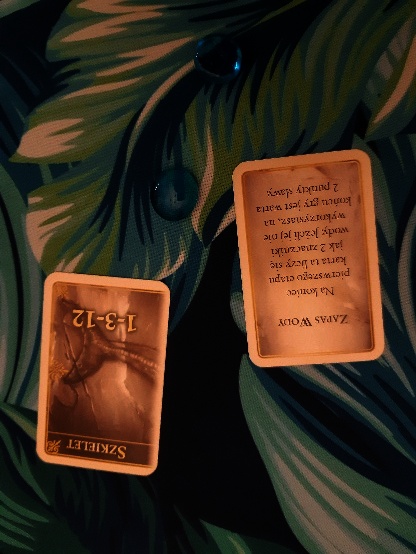 Zapas Wody
Na koniec
pierwszego etapu
karta ta liczy się
jak 2 znaczniki
wody. Jeżeli jej nie
wykorzystasz, na
końcu gry jest warta
2 punkty sławy.
Szkielet
1-3-12